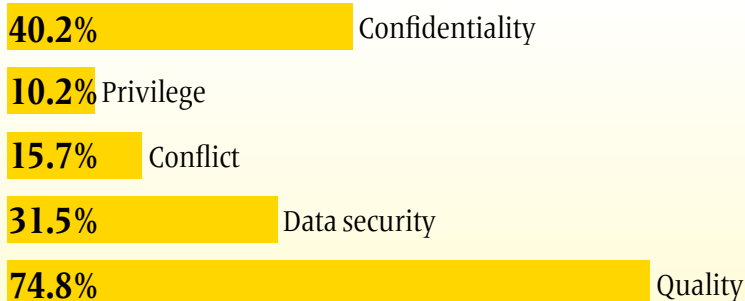 40.2% Confidentiality
10.2% Privilege
15.7% Conflict
31.5% Data security
74.8% Quality